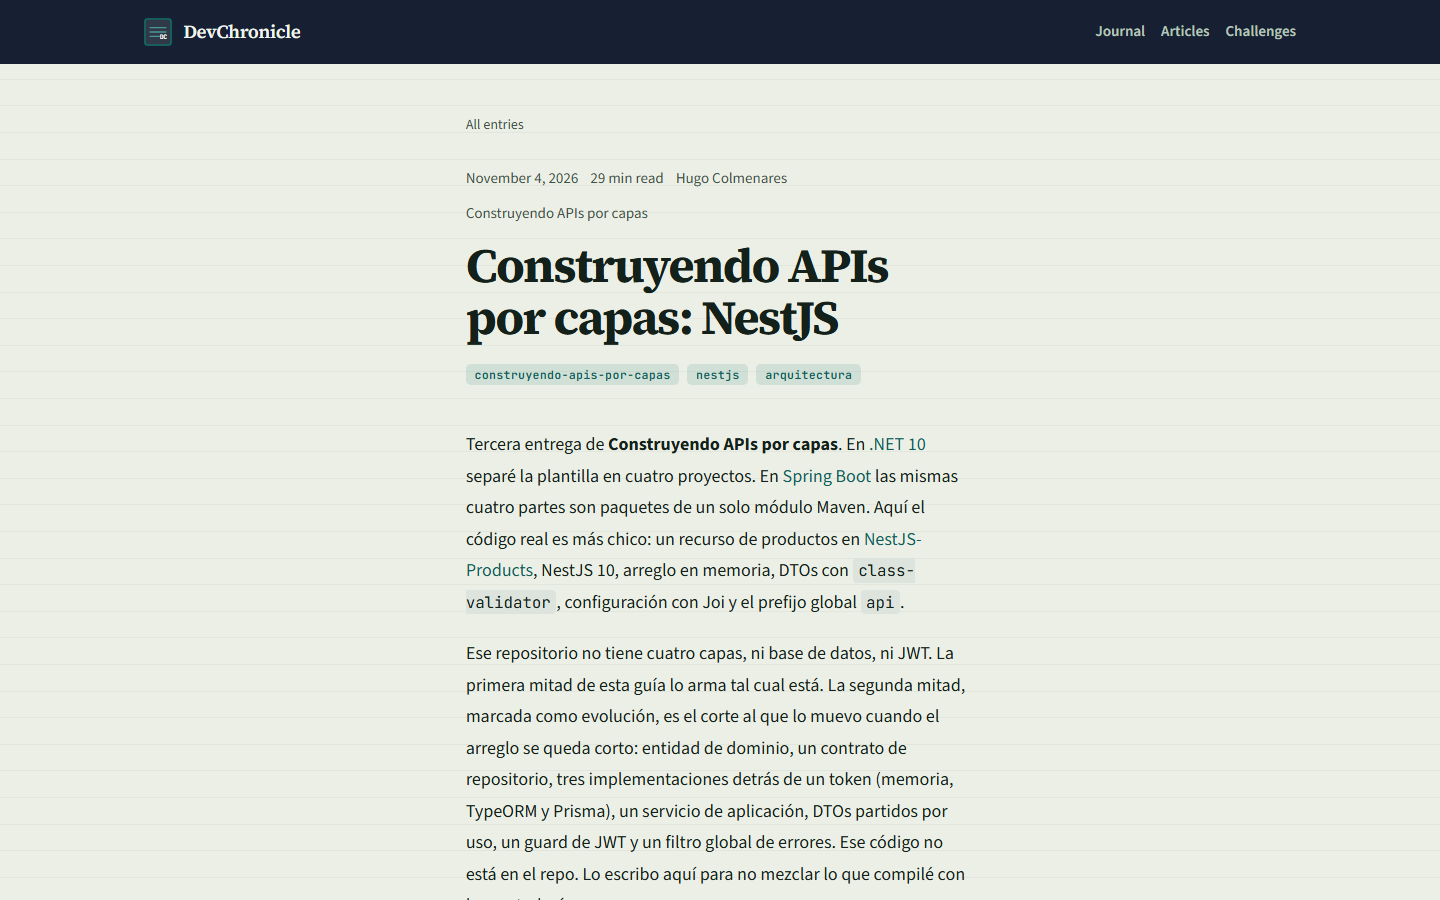 DevChronicle
Journal Articles Challenges
All entries
November 4, 2026 29 min read Hugo Colmenares
Construyendo APIs por capas
Construyendo APIs
por capas: NestJS
construyendo-apis-por-capas nestjs arquitectura
Tercera entrega de Construyendo APIs por capas. En .NET 10
separé la plantilla en cuatro proyectos. En Spring Boot las mismas
cuatro partes son paquetes de un solo módulo Maven. Aquí el
código real es más chico: un recurso de productos en NestJS-
Products, NestJS 10, arreglo en memoria, DTOs con class-
validator, configuración con Joi y el prefijo global api.
Ese repositorio no tiene cuatro capas, ni base de datos, ni JWT. La
primera mitad de esta guía lo arma tal cual está. La segunda mitad,
marcada como evolución, es el corte al que lo muevo cuando el
arreglo se queda corto: entidad de dominio, un contrato de
repositorio, tres implementaciones detrás de un token (memoria,
TypeORM y Prisma), un servicio de aplicación, DTOs partidos por
uso, un guard de JWT y un filtro global de errores. Ese código no
está en el repo. Lo escribo aquí para no mezclar lo que compilé con